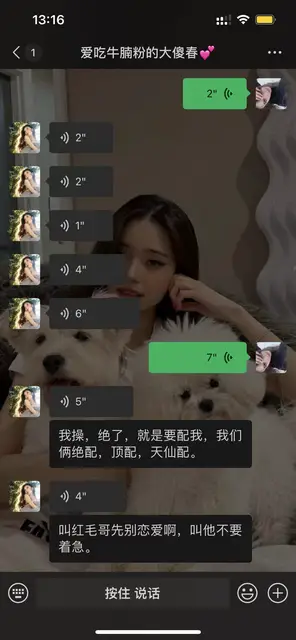 13:16
1
爱吃牛腩粉的大傻春💕
2"
2"
2"
1"
4"
6"
7"
5"
我操，绝了，就是要配我，我们
俩绝配，顶配，天仙配。
4"
叫红毛哥先别恋爱啊，叫他不要
着急。
按住 说话